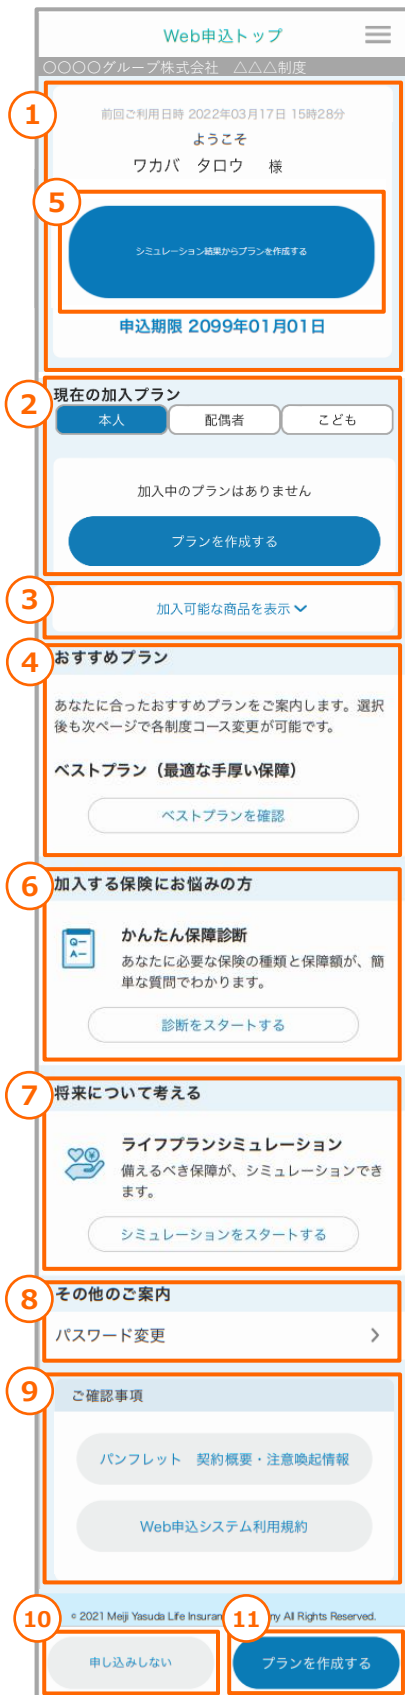 Web申込トップ
〇〇〇〇グループ株式会社　△△△制度
1
前回ご利用日時 2022年03月17日 15時28分
ようこそ
ワカバ　タロウ　様
5
シミュレーション結果からプランを作成する
申込期限 2099年01月01日
2
現在の加入プラン
本人 配偶者 こども
加入中のプランはありません
プランを作成する
3
加入可能な商品を表示
4
おすすめプラン
あなたに合ったおすすめプランをご案内します。選択
後も次ページで各制度コース変更が可能です。
ベストプラン（最適な手厚い保障）
ベストプランを確認
6
加入する保険にお悩みの方
Q
A
かんたん保障診断
あなたに必要な保険の種類と保障額が、簡
単な質問でわかります。
診断をスタートする
7
将来について考える
ライフプランシミュレーション
備えるべき保障が、シミュレーションでき
ます。
シミュレーションをスタートする
8
その他のご案内
パスワード変更
9
ご確認事項
パンフレット　契約概要・注意喚起情報
Web申込システム利用規約
© 2021 Meiji Yasuda Life Insuran ny All Rights Reserved.
10
申し込みしない
11
プランを作成する